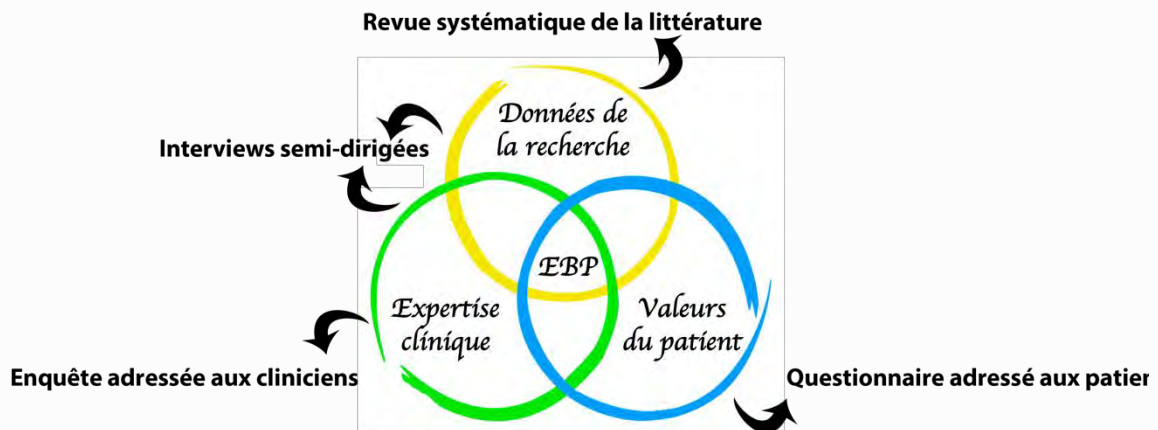 Revue systématique de la littérature
Données de
la recherche
Interviews semi-dirigées
EBP
Expertise
clinique
Valeurs
du patient
Enquête adressée aux cliniciens
Questionnaire adressé aux